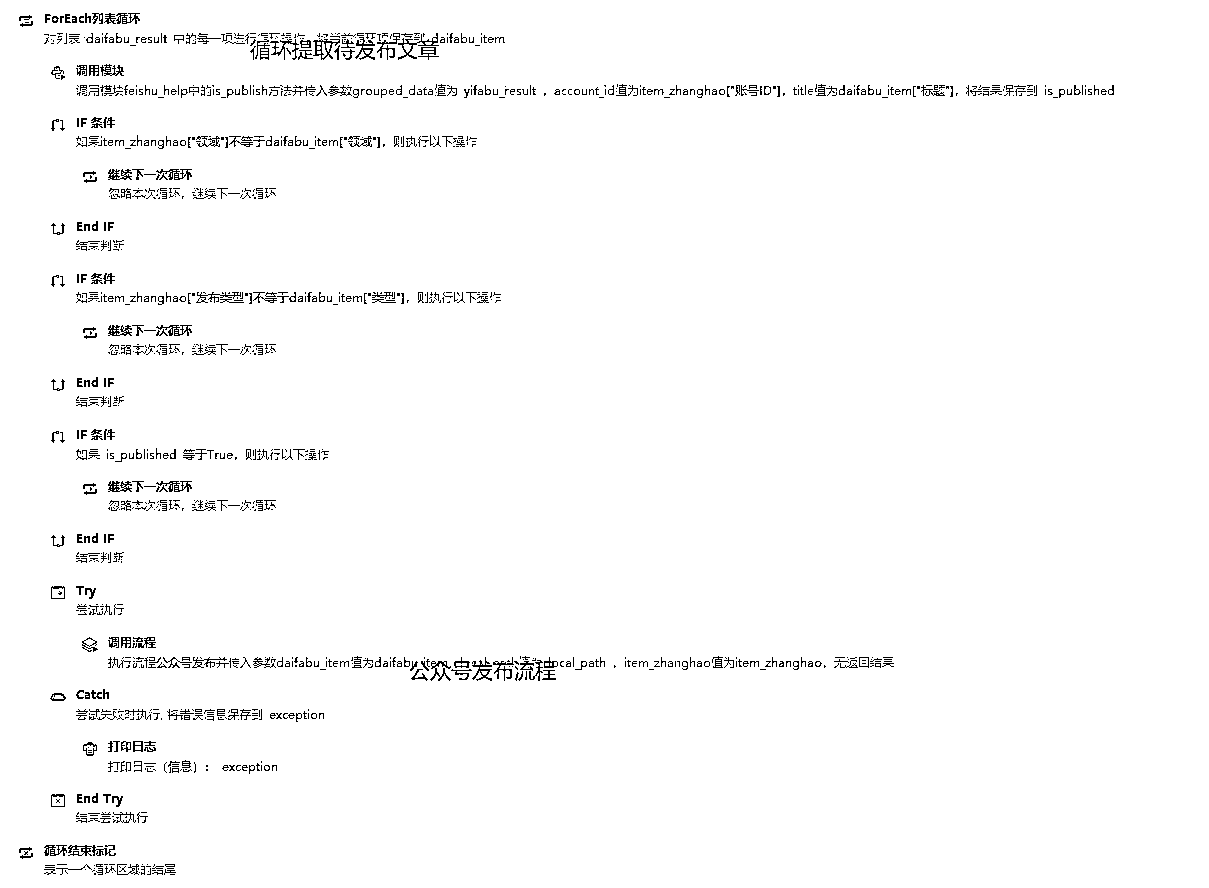 ForEach列表循环
对列表 daifabu_result 中的每一项进行循环操作，将当前循环项保存到 daifabu_item
循环提取待发布文章
调用模块
调用模块feishu_help中的is_publish方法并传入参数grouped_data值为 yifabu_result ，account_id值为item_zhanghao["账号ID"]，title值为daifabu_item["标题"]，将结果保存到 is_published
IF 条件
如果item_zhanghao["领域"]不等于daifabu_item["领域"]，则执行以下操作
继续下一次循环
忽略本次循环，继续下一次循环
End IF
结束判断
IF 条件
如果item_zhanghao["发布类型"]不等于daifabu_item["类型"]，则执行以下操作
继续下一次循环
忽略本次循环，继续下一次循环
End IF
结束判断
IF 条件
如果 is_published 等于True，则执行以下操作
继续下一次循环
忽略本次循环，继续下一次循环
End IF
结束判断
Try
尝试执行
调用流程
执行流程公众号发布并传入参数daifabu_item值为daifabu_item local_path ，item_zhanghao值为item_zhanghao，无返回结果
公众号发布流程
Catch
尝试失败时执行, 将错误信息保存到 exception
打印日志
打印日志（信息）： exception
End Try
结束尝试执行
循环结束标记
表示一个循环区域的结尾